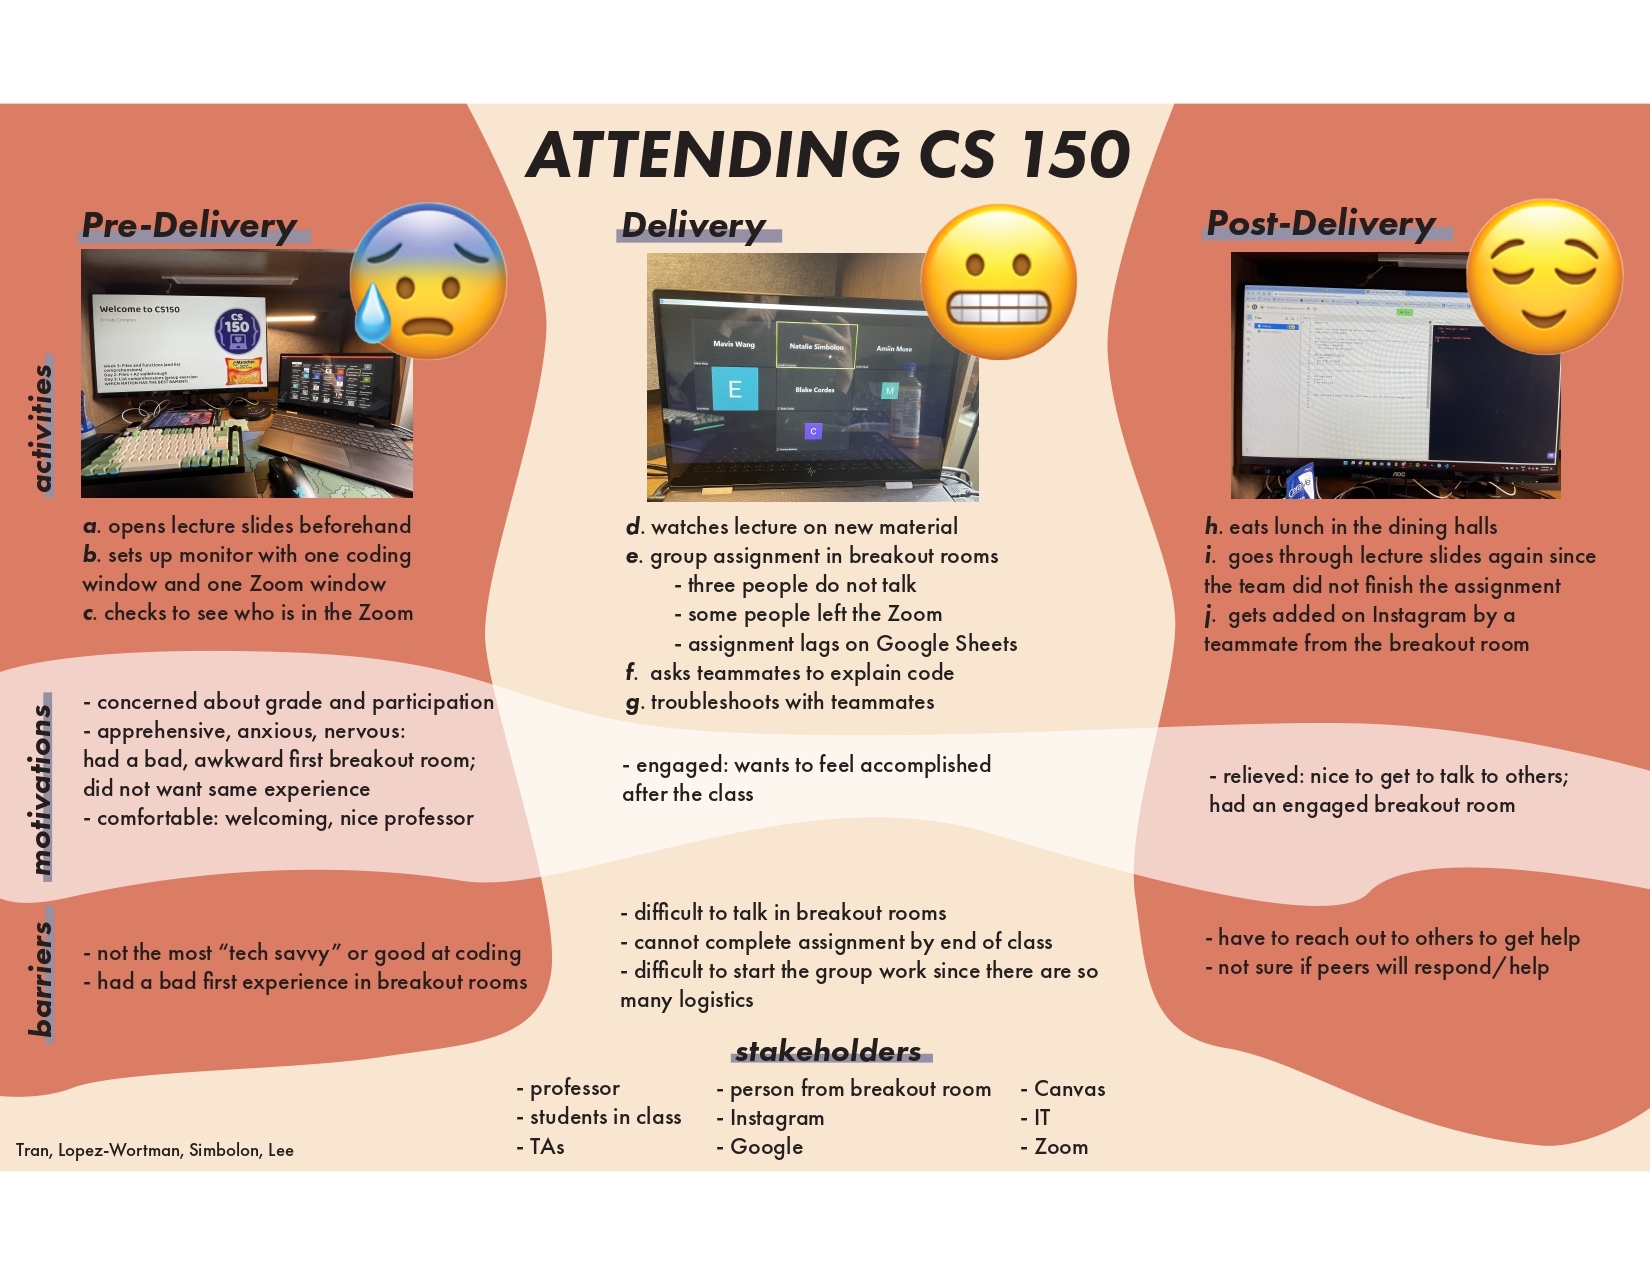 ATTENDING CS 150
Pre-Delivery
Welcome to CS150
CS
150
activities
a. opens lecture slides beforehand
b. sets up monitor with one coding
window and one Zoom window
c. checks to see who is in the Zoom
motivations
- concerned about grade and participation
- apprehensive, anxious, nervous:
had a bad, awkward first breakout room;
did not want same experience
- comfortable: welcoming, nice professor
barriers
- not the most “tech savvy” or good at coding
- had a bad first experience in breakout rooms
Delivery
Mavis Wang
Natalie Simbolon
Amiin Muse
E
Blake Cordes
M
C
d. watches lecture on new material
e. group assignment in breakout rooms
- three people do not talk
- some people left the Zoom
- assignment lags on Google Sheets
f. asks teammates to explain code
g. troubleshoots with teammates
- engaged: wants to feel accomplished
after the class
- difficult to talk in breakout rooms
- cannot complete assignment by end of class
- difficult to start the group work since there are so
many logistics
Post-Delivery
AOC
CeraVe
h. eats lunch in the dining halls
i. goes through lecture slides again since
the team did not finish the assignment
j. gets added on Instagram by a
teammate from the breakout room
- relieved: nice to get to talk to others;
had an engaged breakout room
- have to reach out to others to get help
- not sure if peers will respond/help
stakeholders
- professor
- students in class
- TAs
- person from breakout room
- Instagram
- Google
- Canvas
- IT
- Zoom
Tran, Lopez-Wortman, Simbolon, Lee